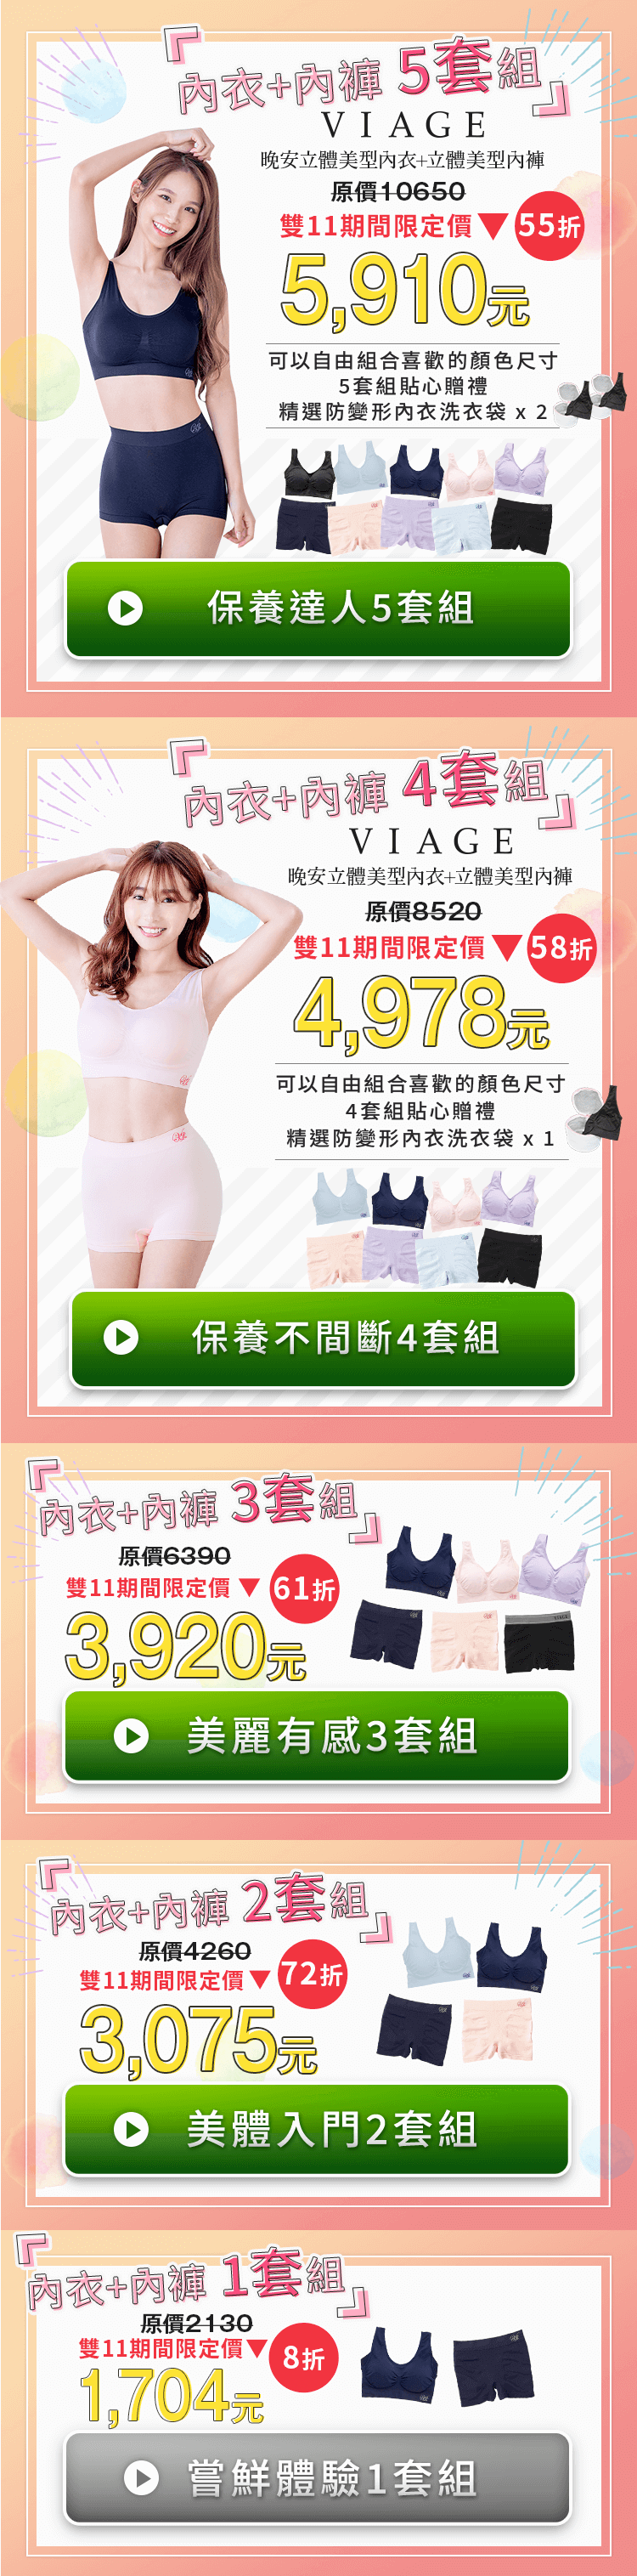 『內衣+內褲 5套組』
VIAGE
晚安立體美型內衣+立體美型內褲
原價10650
雙11期間限定價▼55折
5,910元
可以自由組合喜歡的顏色尺寸
5套組貼心贈禮
精選防變形內衣洗衣袋 x 2
保養達人5套組
『內衣+內褲 4套組』
VIAGE
晚安立體美型內衣+立體美型內褲
原價8520
雙11期間限定價▼58折
4,978元
可以自由組合喜歡的顏色尺寸
4套組貼心贈禮
精選防變形內衣洗衣袋 x 1
保養不間斷4套組
『內衣+內褲 3套組』
原價6390
雙11期間限定價▼61折
3,920元
美麗有感3套組
『內衣+內褲 2套組』
原價4260
雙11期間限定價▼72折
3,075元
美體入門2套組
『內衣+內褲 1套組』
原價2130
雙11期間限定價▼8折
1,704元
嘗鮮體驗1套組